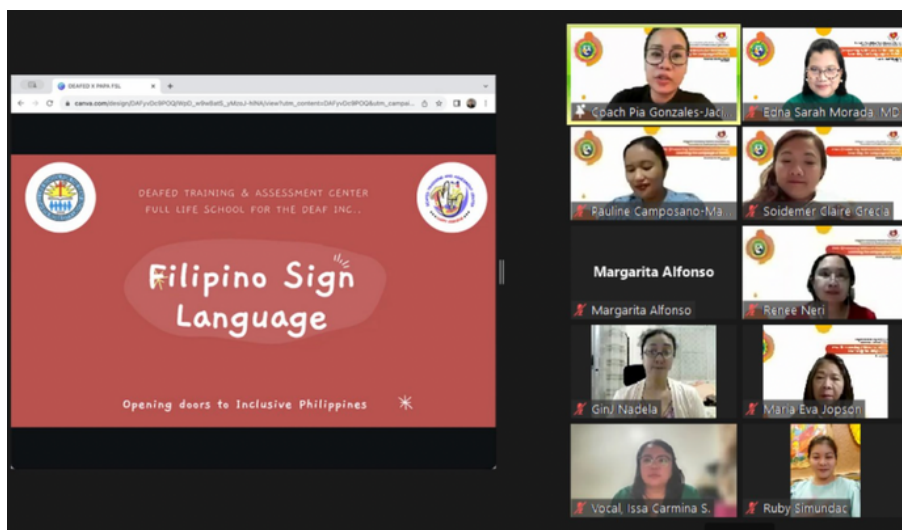 DEAFED X PAPA FSL
DEAFED TRAINING & ASSESSMENT CENTER
FULL LIFE SCHOOL FOR THE DEAF INC..
Filipino Sign
Language
Opening doors to Inclusive Philippines
Coach Pia Gonzales-Jaci...
Edna Sarah Morada MD
Pauline Camposano-Ma...
Soidemer Claire Grecia
Margarita Alfonso
Margarita Alfonso
Renee Neri
GinJ Nadela
Maria Eva Jopson
Vocal, Issa Carmina S.
Ruby Simundac